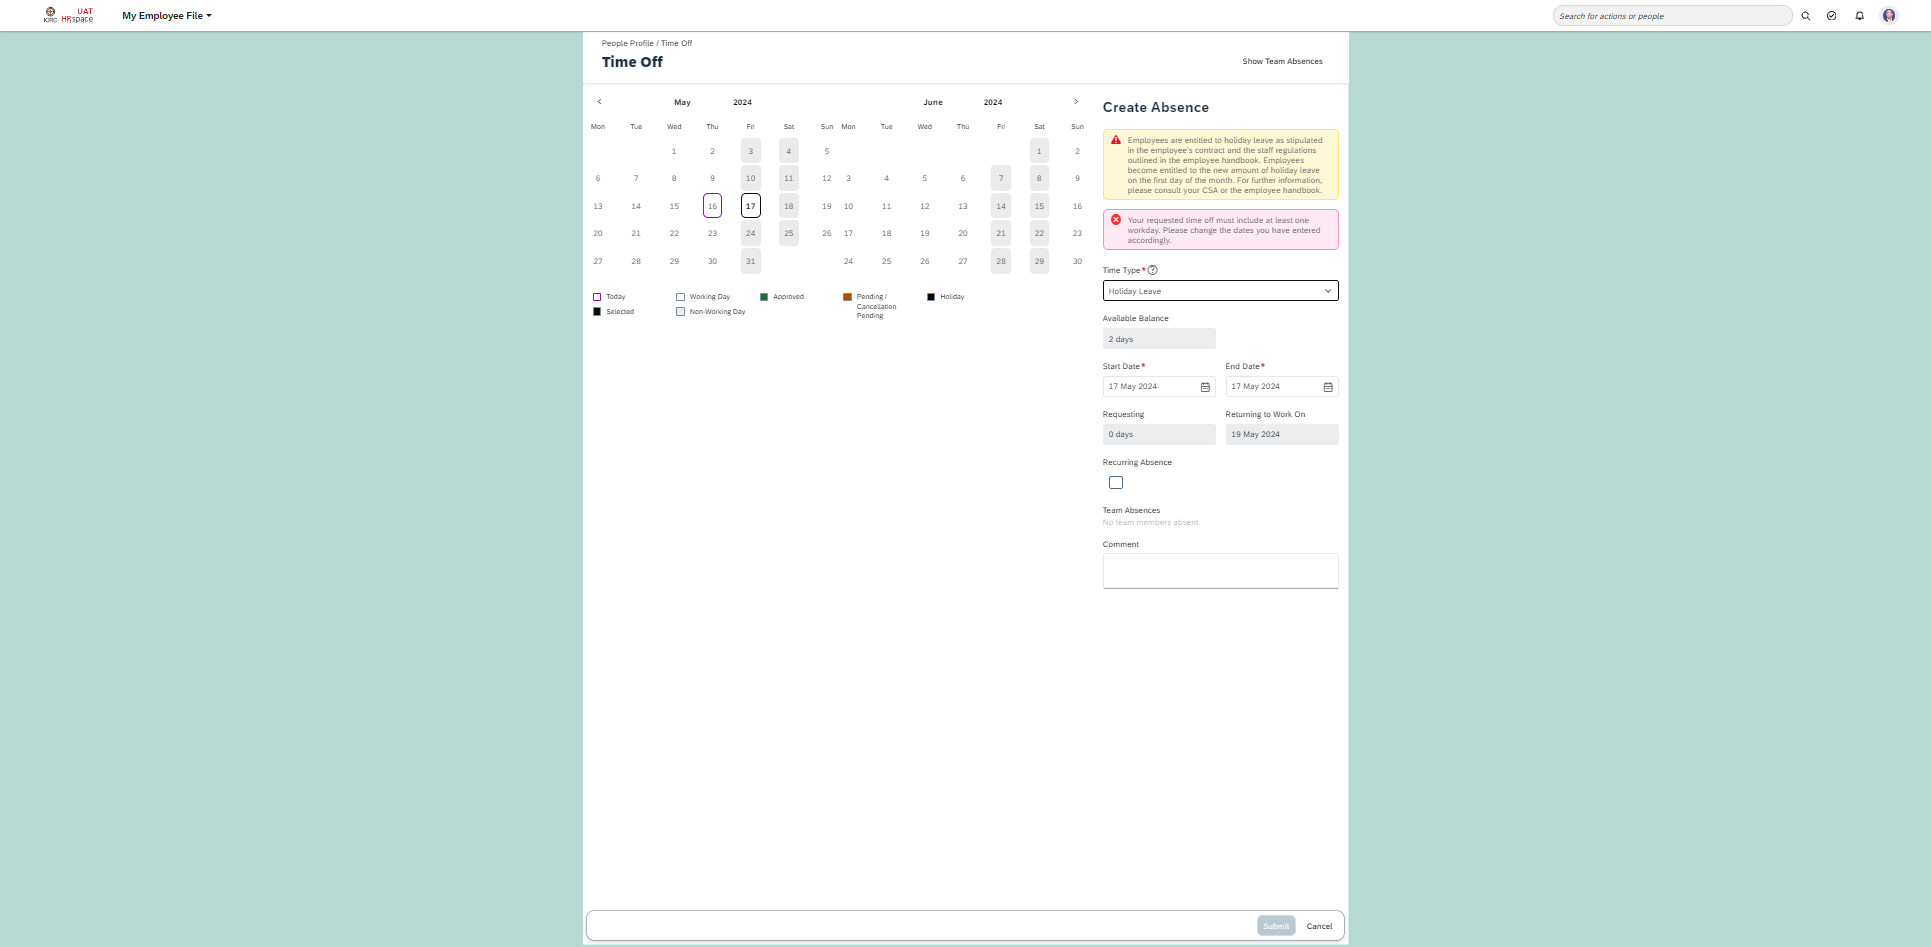 ICRC
UAT
HRspace
My Employee File
Search for actions or people
People Profile / Time Off
Time Off
Show Team Absences
May 2024
June 2024
Mon Tue Wed Thu Fri Sat Sun
1 2 3 4 5
6 7 8 9 10 11 12
13 14 15 16 17 18 19
20 21 22 23 24 25 26
27 28 29 30 31
Mon Tue Wed Thu Fri Sat Sun
1 2
3 4 5 6 7 8 9
10 11 12 13 14 15 16
17 18 19 20 21 22 23
24 25 26 27 28 29 30
Today
Working Day
Approved
Pending /
Cancellation
Pending
Holiday
Selected
Non-Working Day
Create Absence
Employees are entitled to holiday leave as stipulated
in the employee's contract and the staff regulations
outlined in the employee handbook. Employees
become entitled to the new amount of holiday leave
on the first day of the month. For further information,
please consult your CSA or the employee handbook.
Your requested time off must include at least one
workday. Please change the dates you have entered
accordingly.
Time Type*
Holiday Leave
Available Balance
2 days
Start Date* End Date*
17 May 2024 17 May 2024
Requesting Returning to Work On
0 days 19 May 2024
Recurring Absence
Team Absences
No team members absent
Comment
Submit Cancel